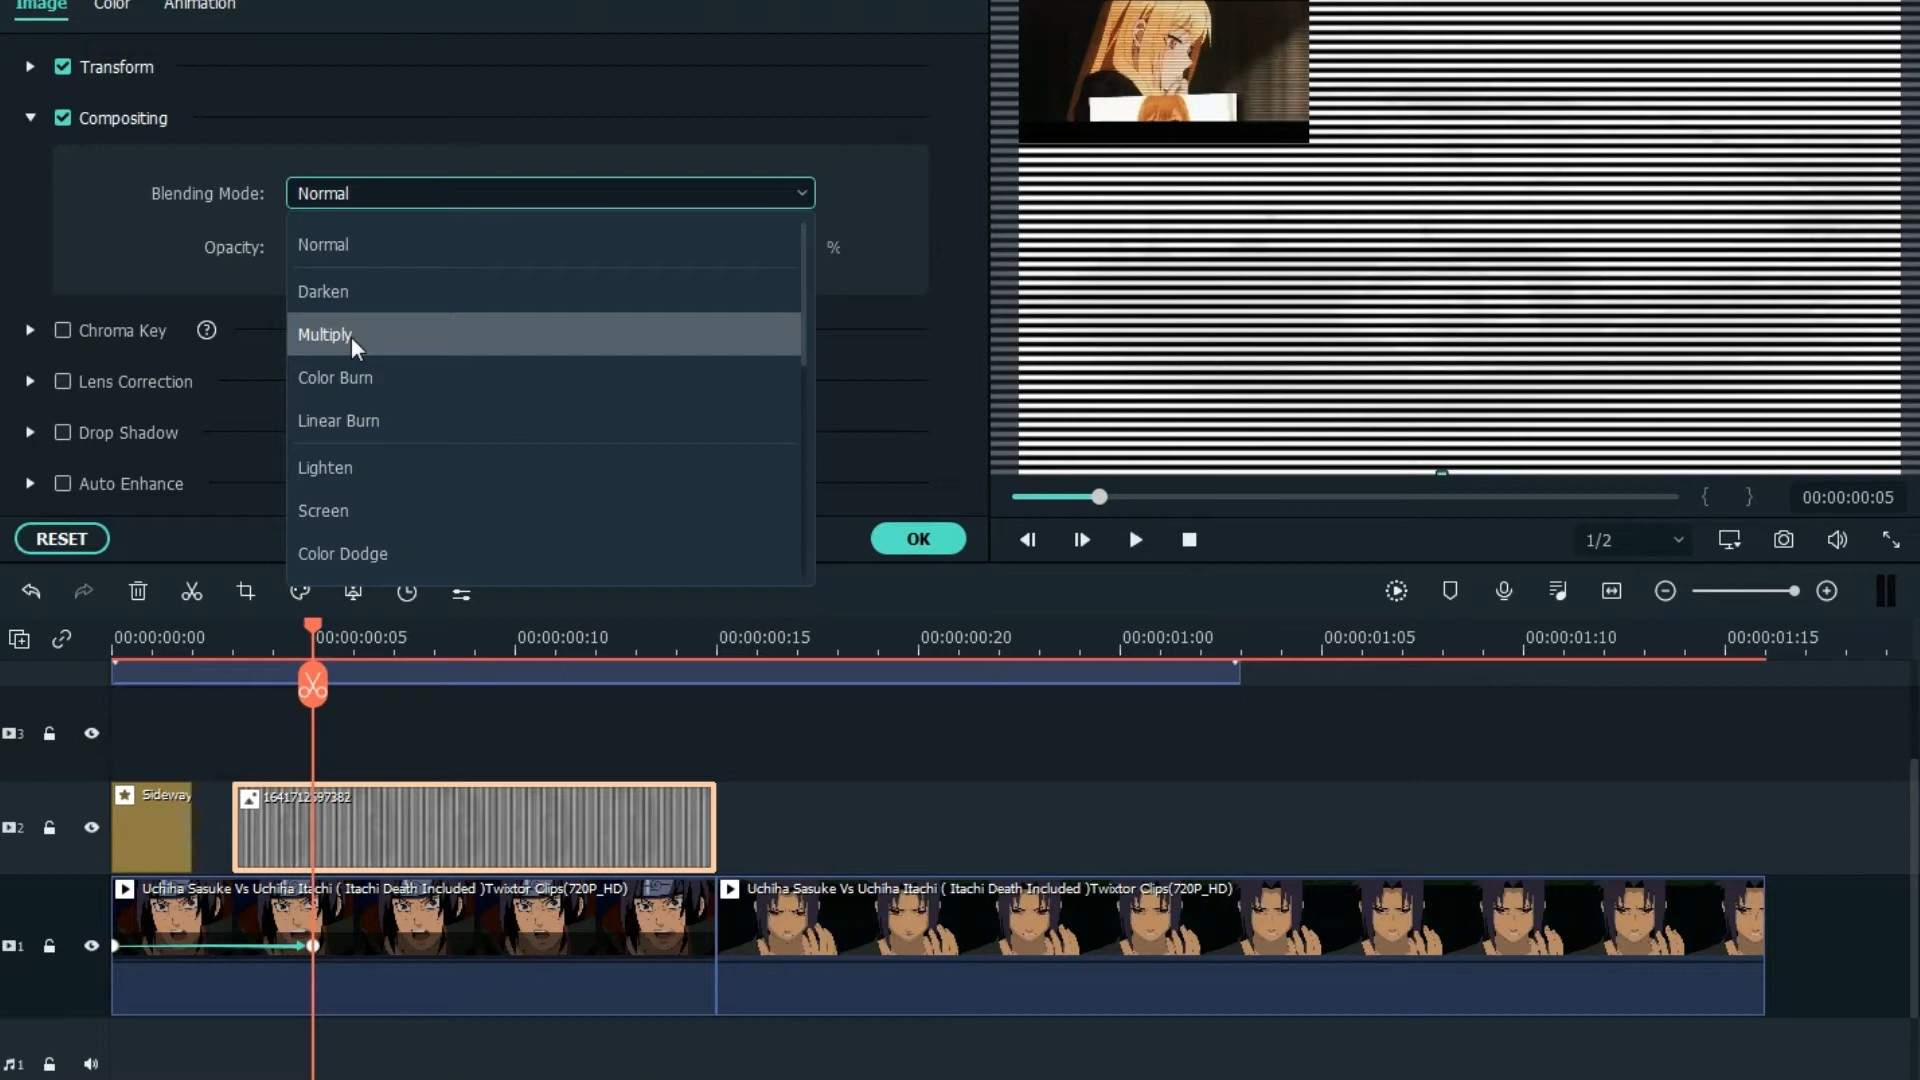 Image Color Animation
Transform
Compositing
Blending Mode: Normal
Opacity: %
Normal
Darken
Multiply
Color Burn
Linear Burn
Lighten
Screen
Color Dodge
Chroma Key ?
Lens Correction
Drop Shadow
Auto Enhance
RESET
OK
{ } 00:00:00:05
1/2
00:00:00:00 00:00:00:05 00:00:00:10 00:00:00:15 00:00:00:20 00:00:01:00 00:00:01:05 00:00:01:10 00:00:01:15
3
2
Sideway
1
Uchiha Sasuke Vs Uchiha Itachi ( Itachi Death Included )Twixtor Clips(720P_HD)
Uchiha Sasuke Vs Uchiha Itachi ( Itachi Death Included )Twixtor Clips(720P_HD)
1